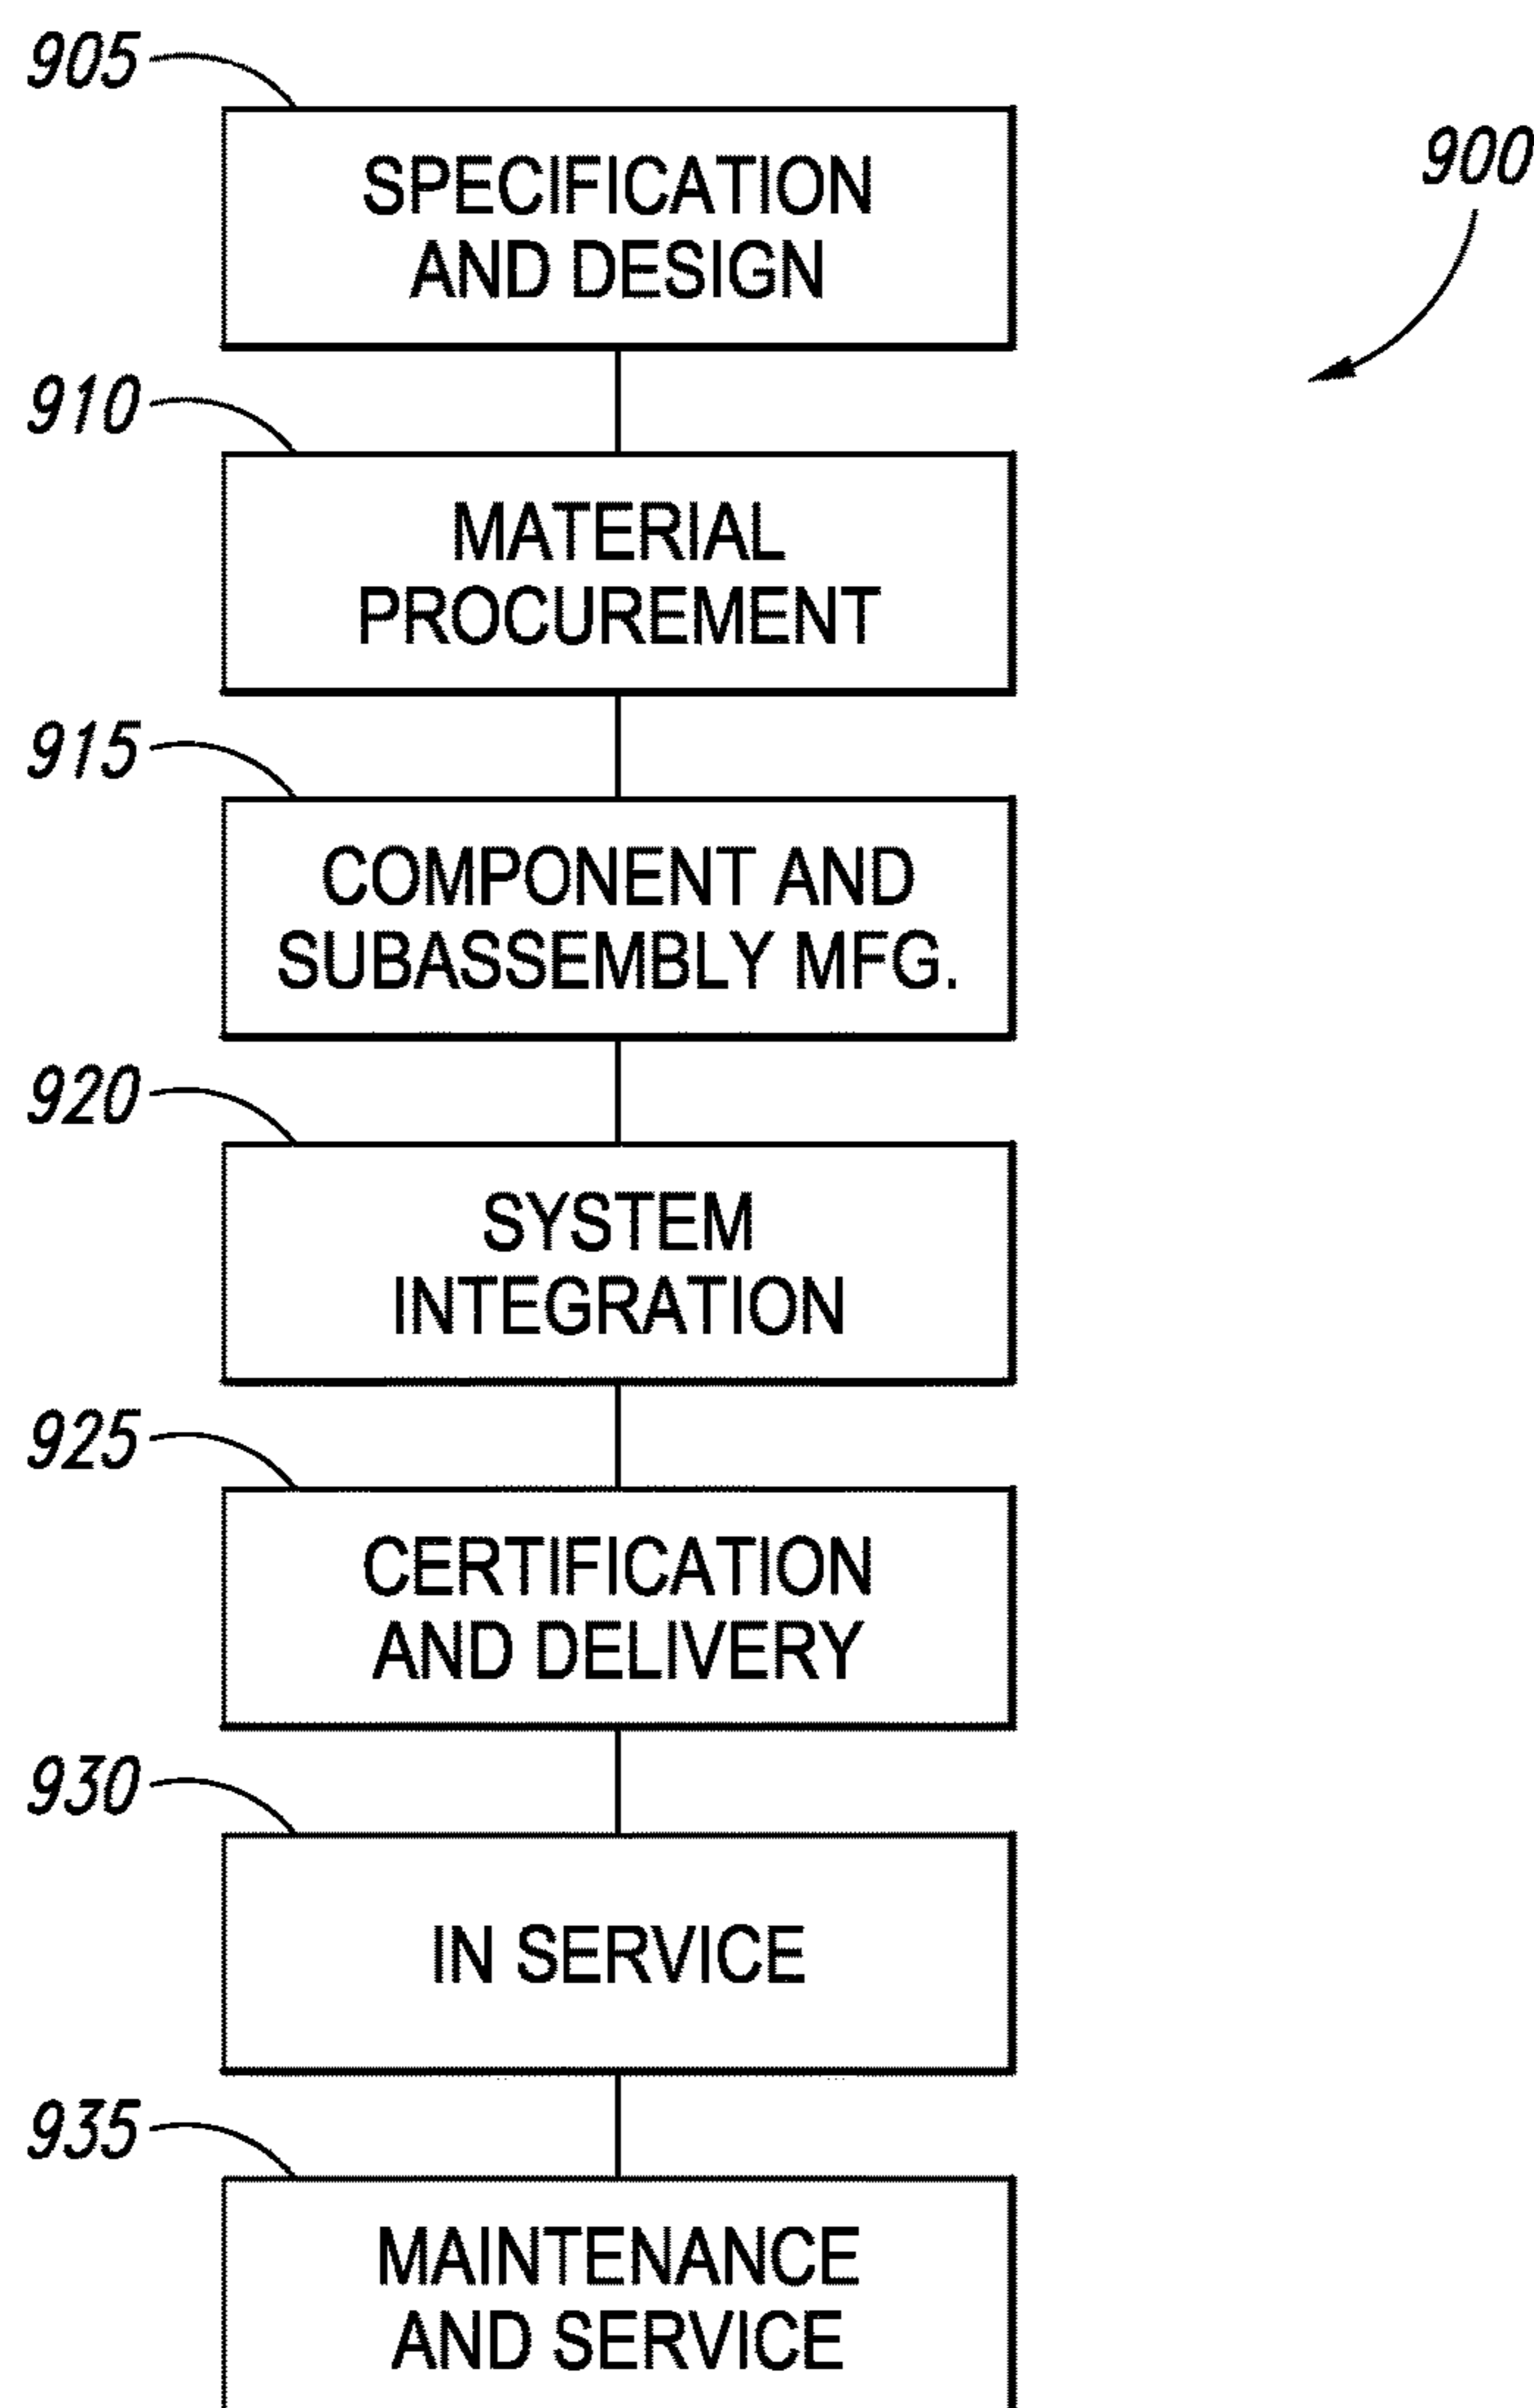 905
900
SPECIFICATION
AND DESIGN
910
MATERIAL
PROCUREMENT
915
COMPONENT AND
SUBASSEMBLY MFG.
920
SYSTEM
INTEGRATION
925
CERTIFICATION
AND DELIVERY
930
IN SERVICE
935
MAINTENANCE
AND SERVICE